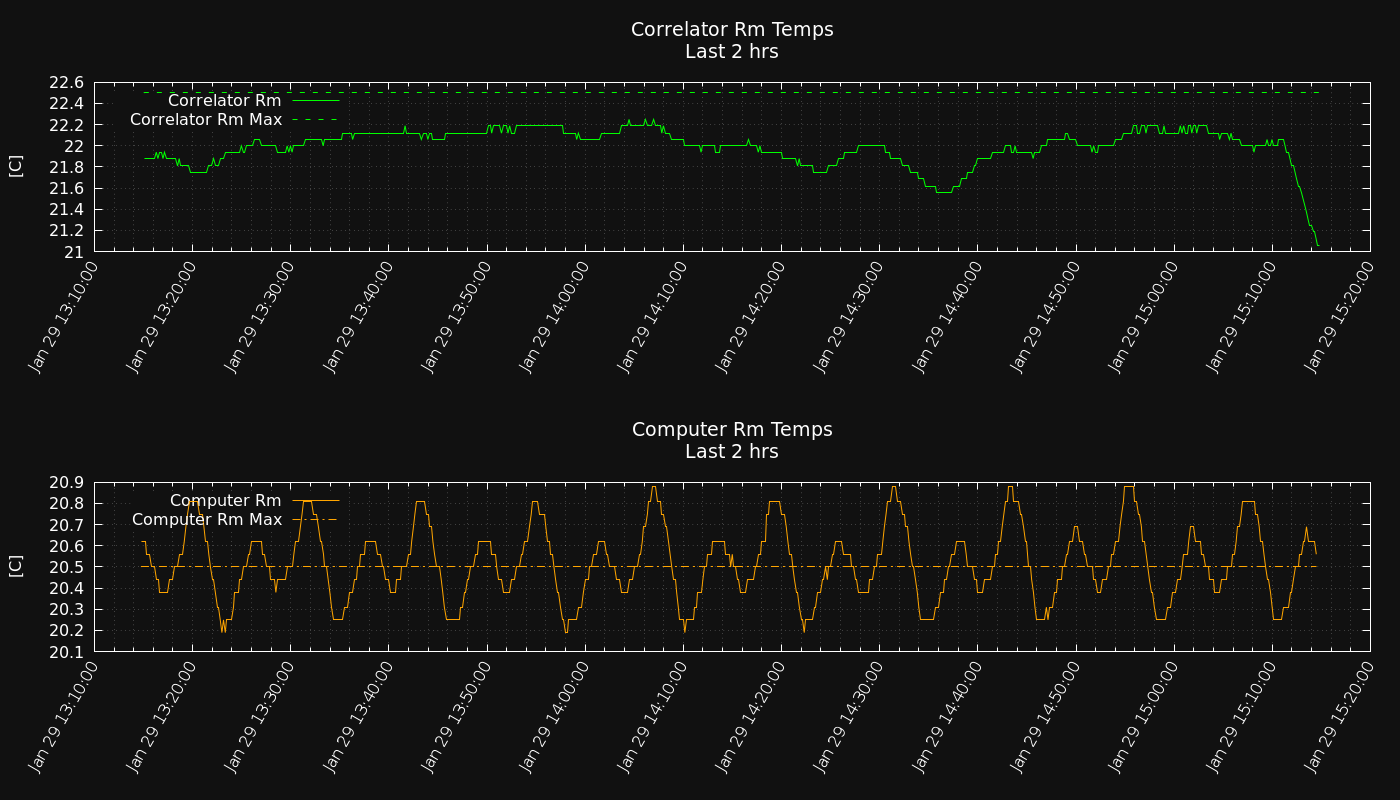 Correlator Rm Temps
Last 2 hrs
22.6
22.4
22.2
22
21.8
21.6
21.4
21.2
21
[C]
Correlator Rm
Correlator Rm Max
Jan 29 13:10:00
Jan 29 13:20:00
Jan 29 13:30:00
Jan 29 13:40:00
Jan 29 13:50:00
Jan 29 14:00:00
Jan 29 14:10:00
Jan 29 14:20:00
Jan 29 14:30:00
Jan 29 14:40:00
Jan 29 14:50:00
Jan 29 15:00:00
Jan 29 15:10:00
Jan 29 15:20:00
Computer Rm Temps
Last 2 hrs
20.9
20.8
20.7
20.6
20.5
20.4
20.3
20.2
20.1
[C]
Computer Rm
Computer Rm Max
Jan 29 13:10:00
Jan 29 13:20:00
Jan 29 13:30:00
Jan 29 13:40:00
Jan 29 13:50:00
Jan 29 14:00:00
Jan 29 14:10:00
Jan 29 14:20:00
Jan 29 14:30:00
Jan 29 14:40:00
Jan 29 14:50:00
Jan 29 15:00:00
Jan 29 15:10:00
Jan 29 15:20:00